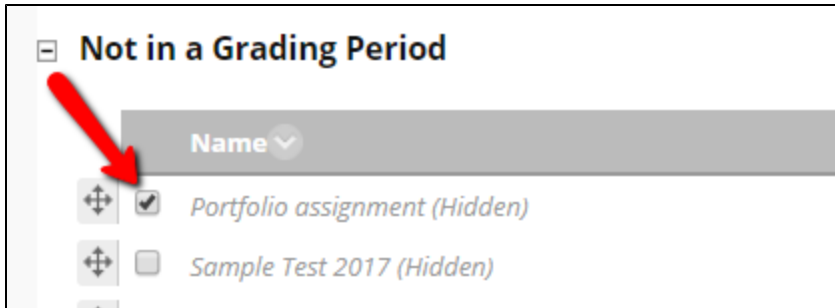 Not in a Grading Period
Name
Portfolio assignment (Hidden)
Sample Test 2017 (Hidden)